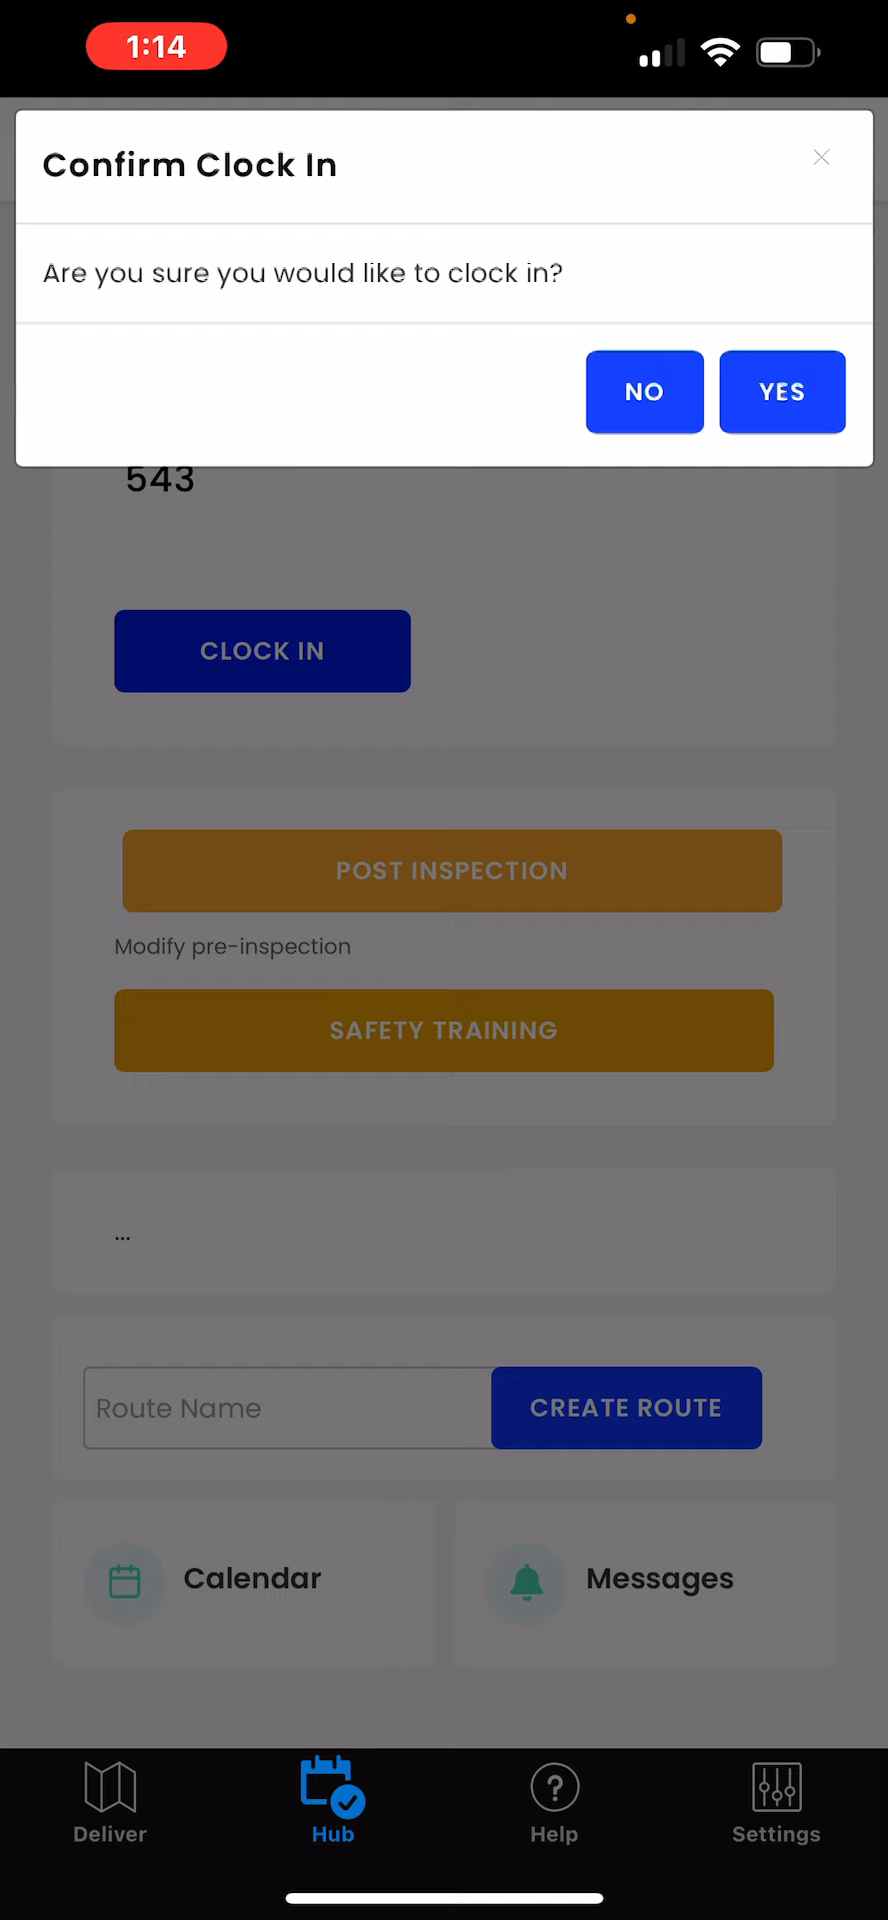 1:14
Confirm Clock In
Are you sure you would like to clock in?
NO YES
543
CLOCK IN
POST INSPECTION
Modify pre-inspection
SAFETY TRAINING
...
Route Name CREATE ROUTE
Calendar Messages
Deliver Hub Help Settings